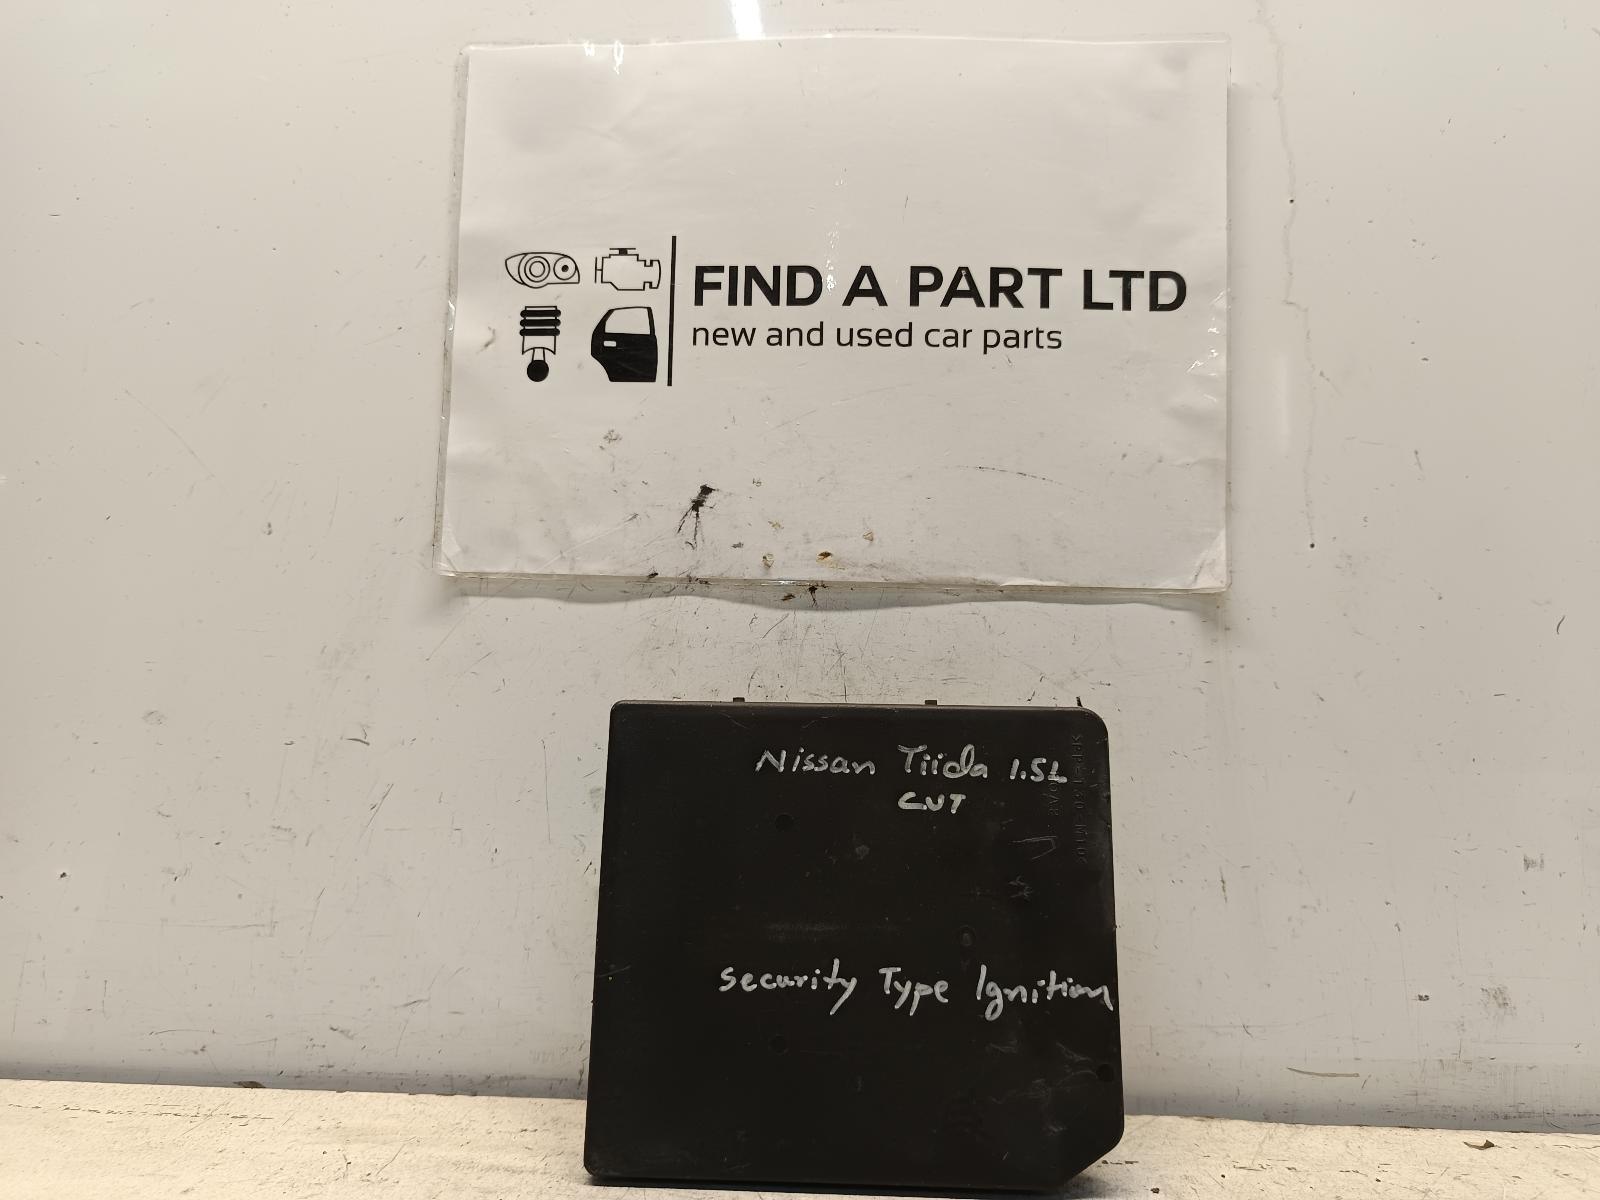 FIND A PART LTD
new and used car parts
Nissan Tiida 1.5L
CVT
Security Type Ignition